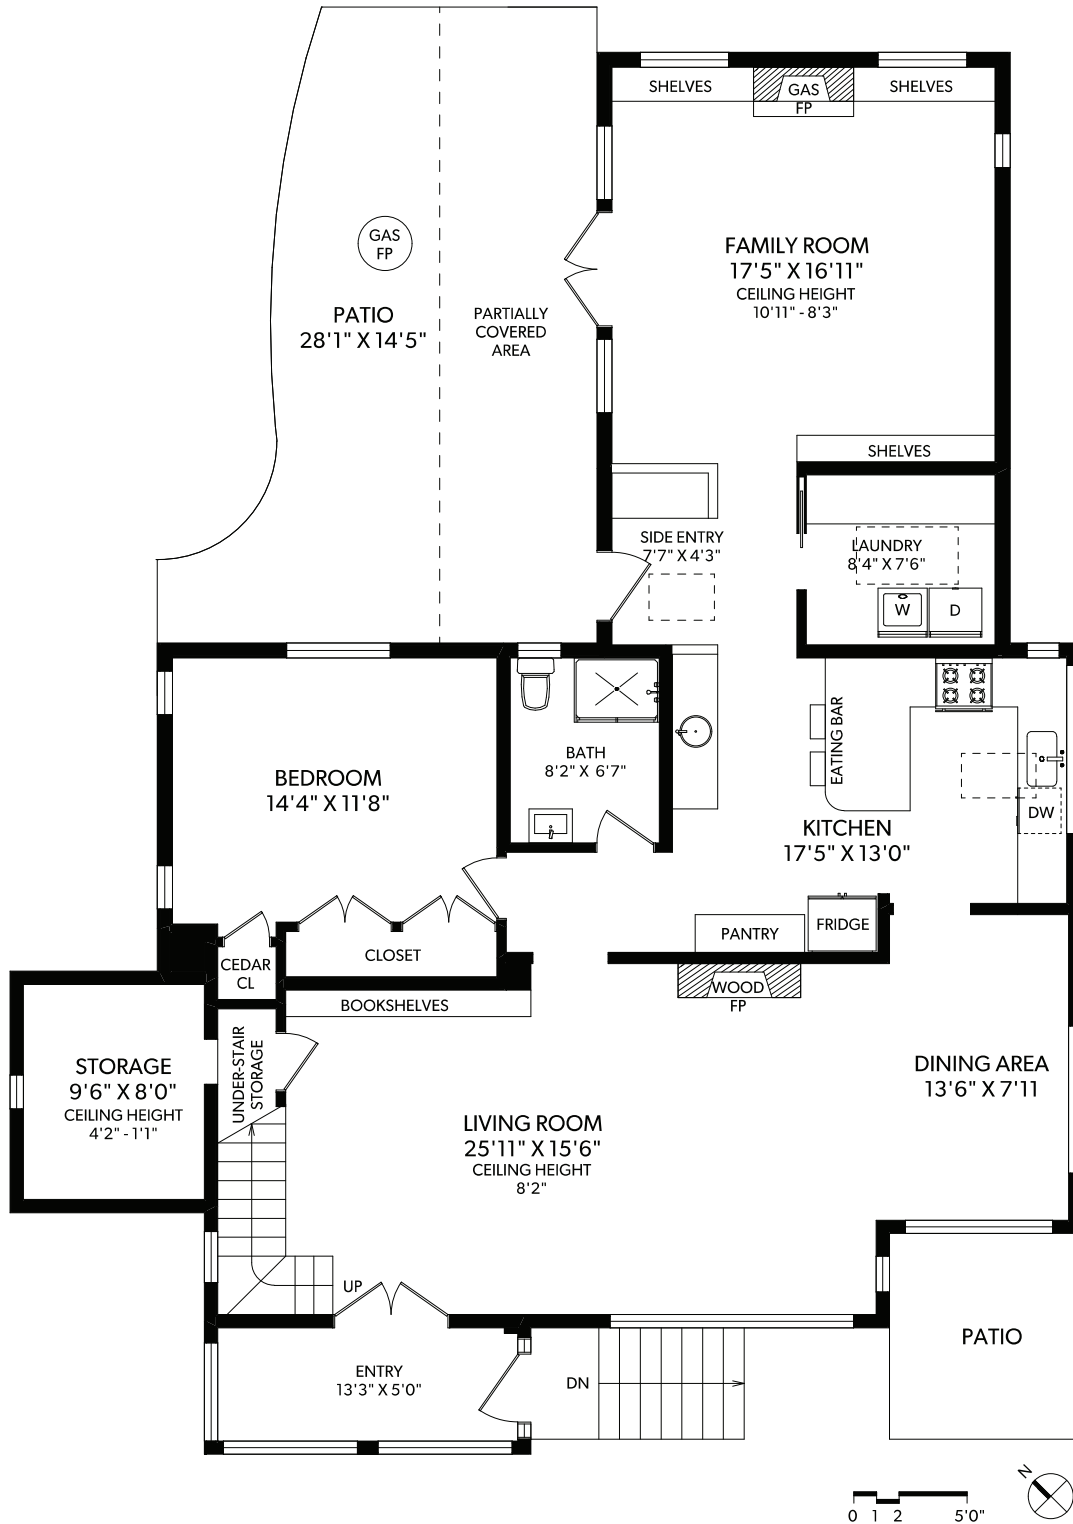 SHELVES
GAS
FP
SHELVES
GAS
FP
FAMILY ROOM
17'5" X 16'11"
CEILING HEIGHT
10'11" - 8'3"
PATIO
28'1" X 14'5"
PARTIALLY
COVERED
AREA
SHELVES
SIDE ENTRY
7'7" X 4'3"
LAUNDRY
8'4" X 7'6"
W
D
EATING BAR
BATH
8'2" X 6'7"
BEDROOM
14'4" X 11'8"
DW
KITCHEN
17'5" X 13'0"
PANTRY
FRIDGE
CLOSET
CEDAR
CL
WOOD
FP
BOOKSHELVES
UNDER-STAIR
STORAGE
STORAGE
9'6" X 8'0"
CEILING HEIGHT
4'2" - 1'1"
DINING AREA
13'6" X 7'11
LIVING ROOM
25'11" X 15'6"
CEILING HEIGHT
8'2"
UP
PATIO
ENTRY
13'3" X 5'0"
DN
N
0 1 2 5'0"